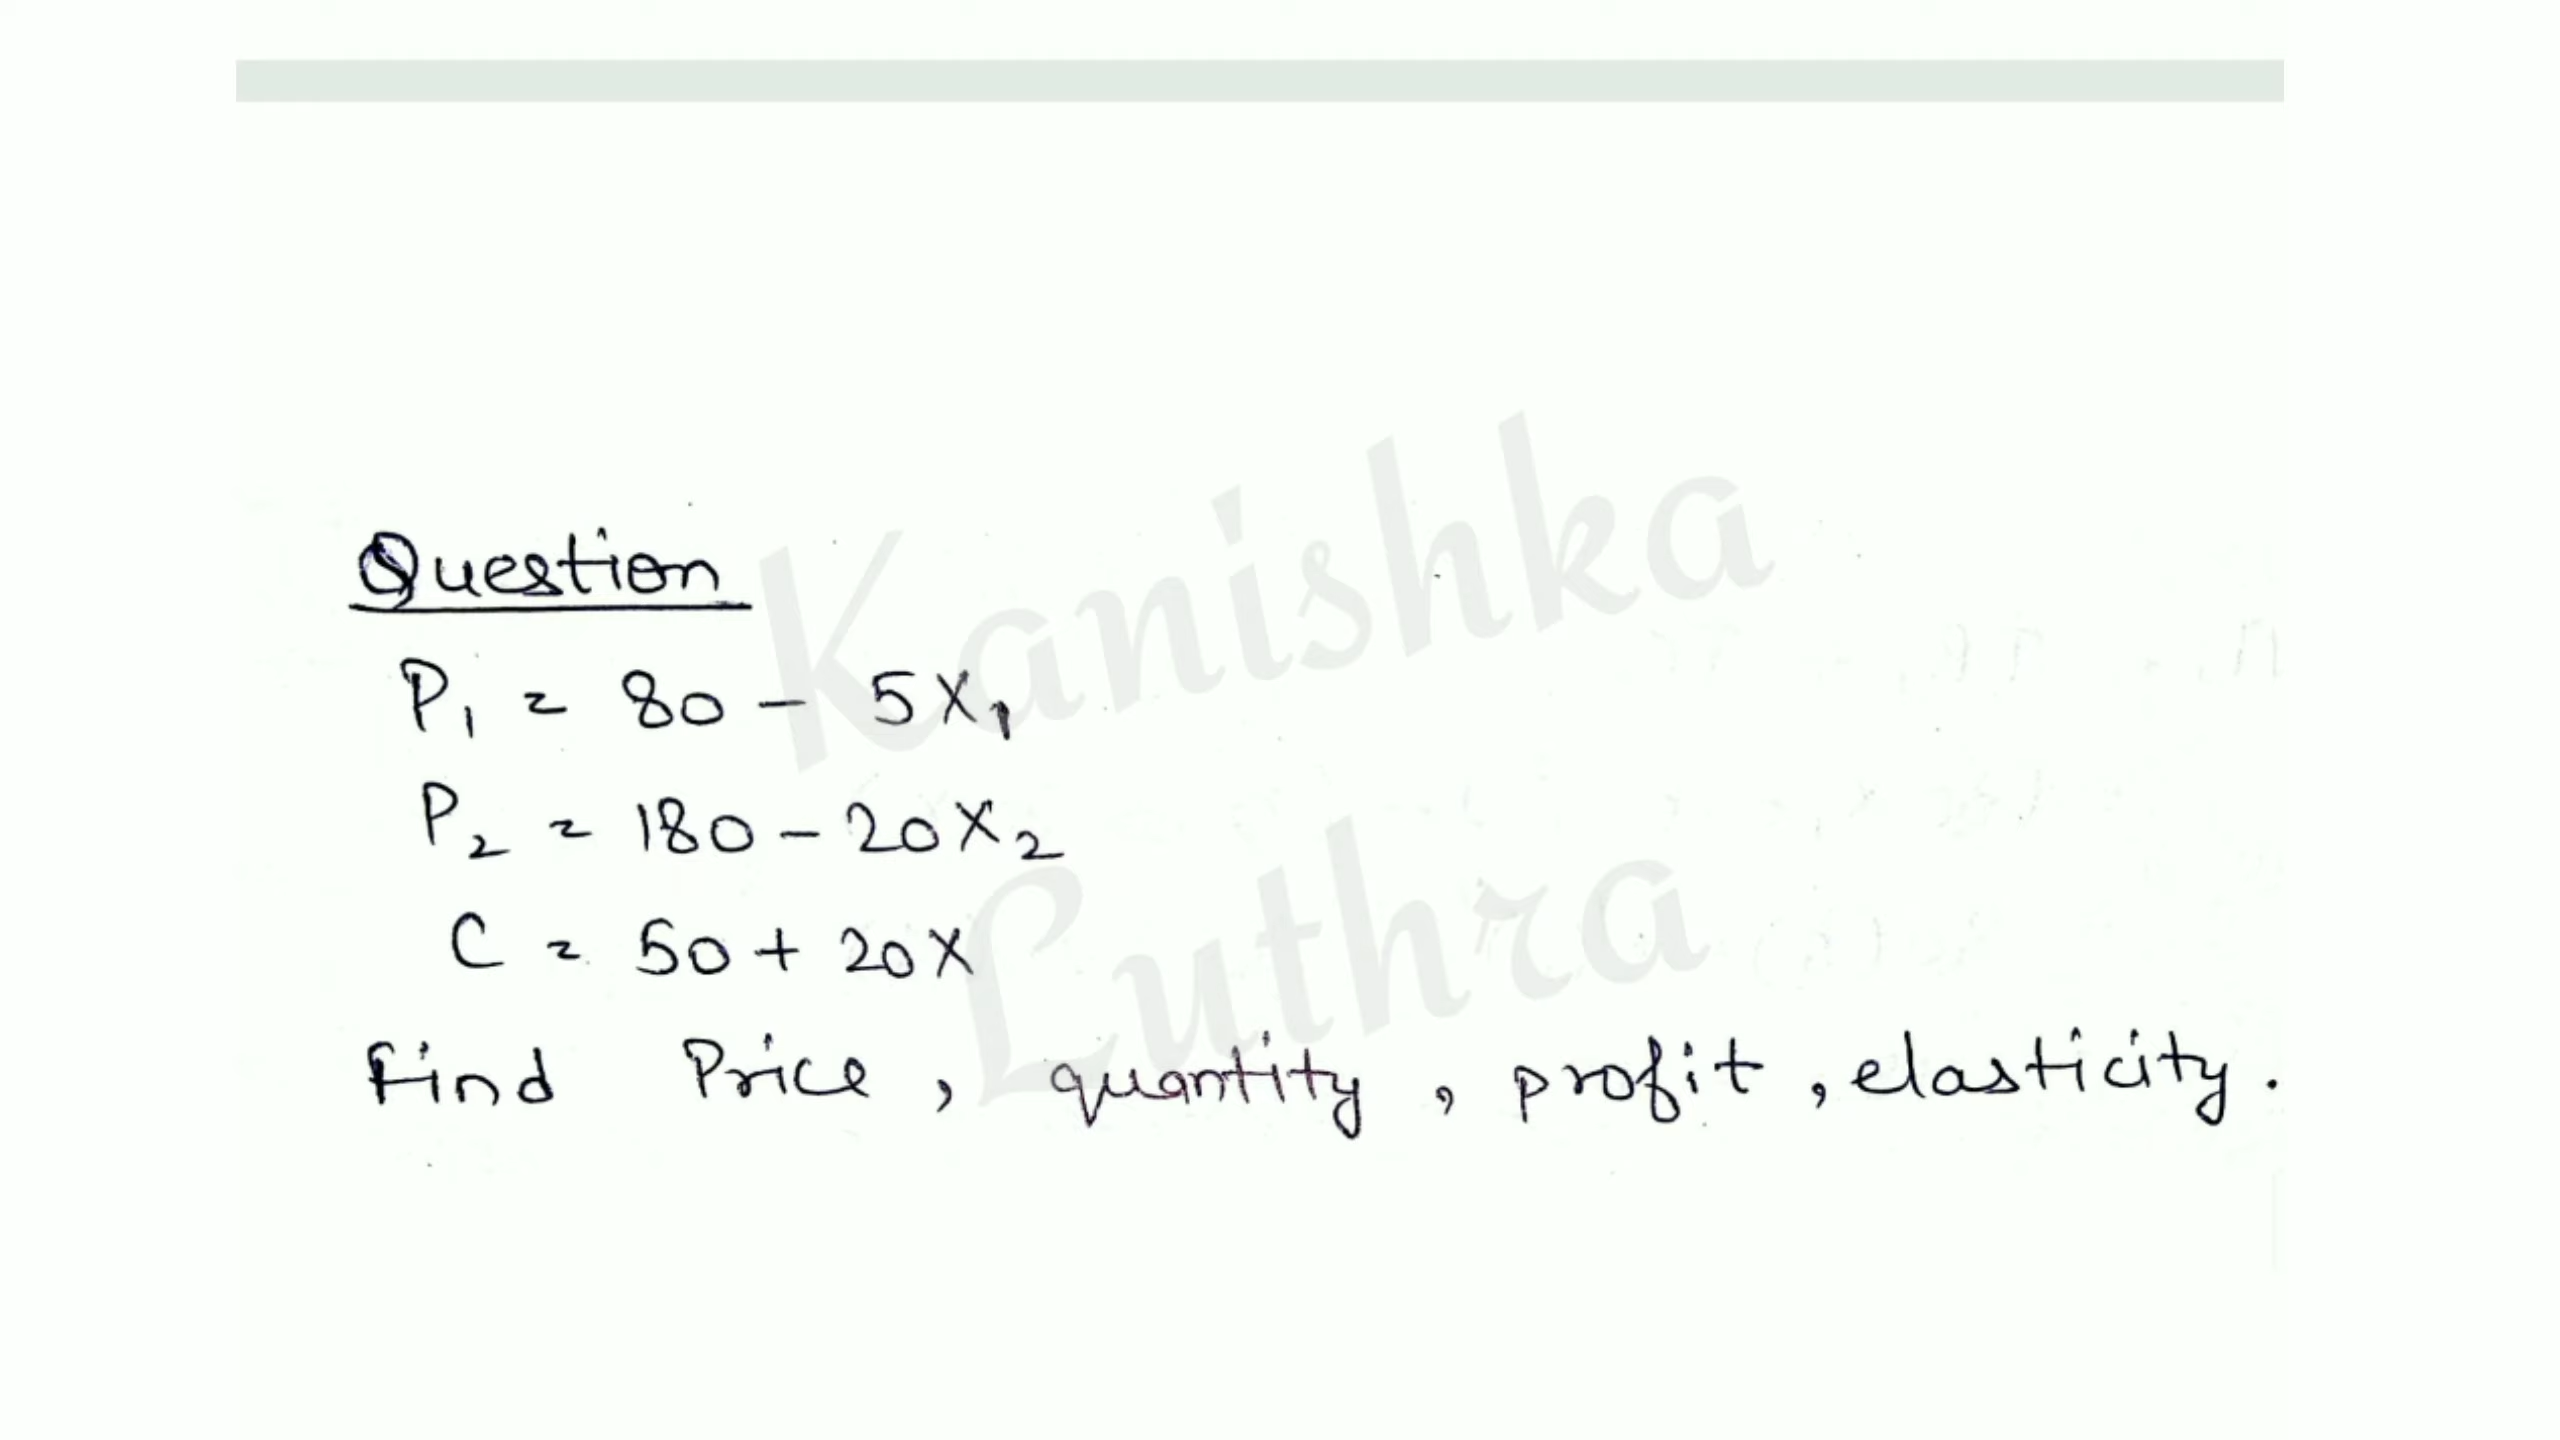 Question
P₁ = 80 - 5X₁
P₂ = 180 - 20X₂
C = 50 + 20X
Find Price, quantity, profit, elasticity.
Kanishka
Luthra